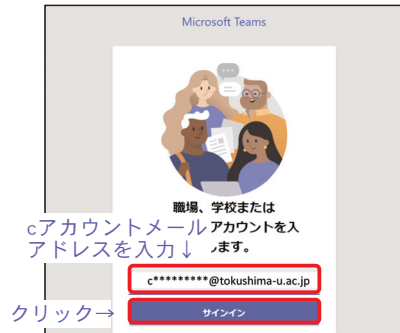 Microsoft Teams
職場、学校または
cアカウントメール
アカウントを入
アドレスを入力↓
します。
c*********@tokushima-u.ac.jp
クリック→
サインイン